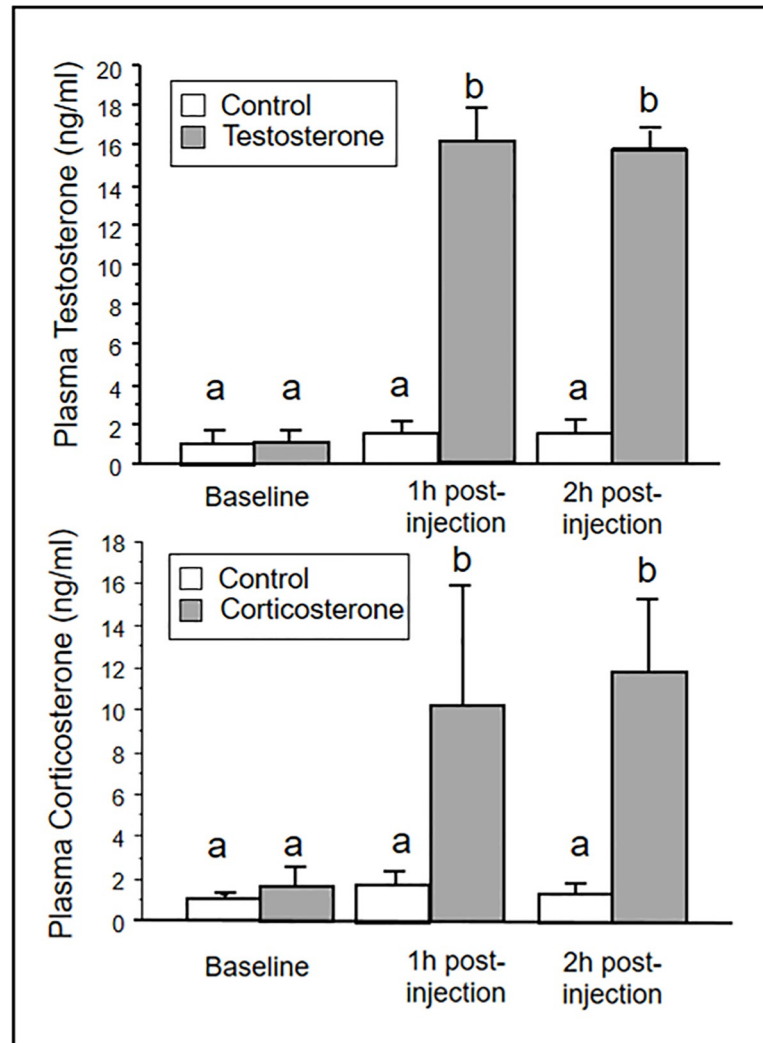 Plasma Testosterone (ng/ml)
20
18
16
14
12
10
8
6
4
2
0
Control
Testosterone
a
a
a
b
a
b
Baseline
1h post-
injection
2h post-
injection
Plasma Corticosterone (ng/ml)
18
16
14
12
10
8
6
4
2
0
Control
Corticosterone
a
a
a
b
a
b
Baseline
1h post-
injection
2h post-
injection